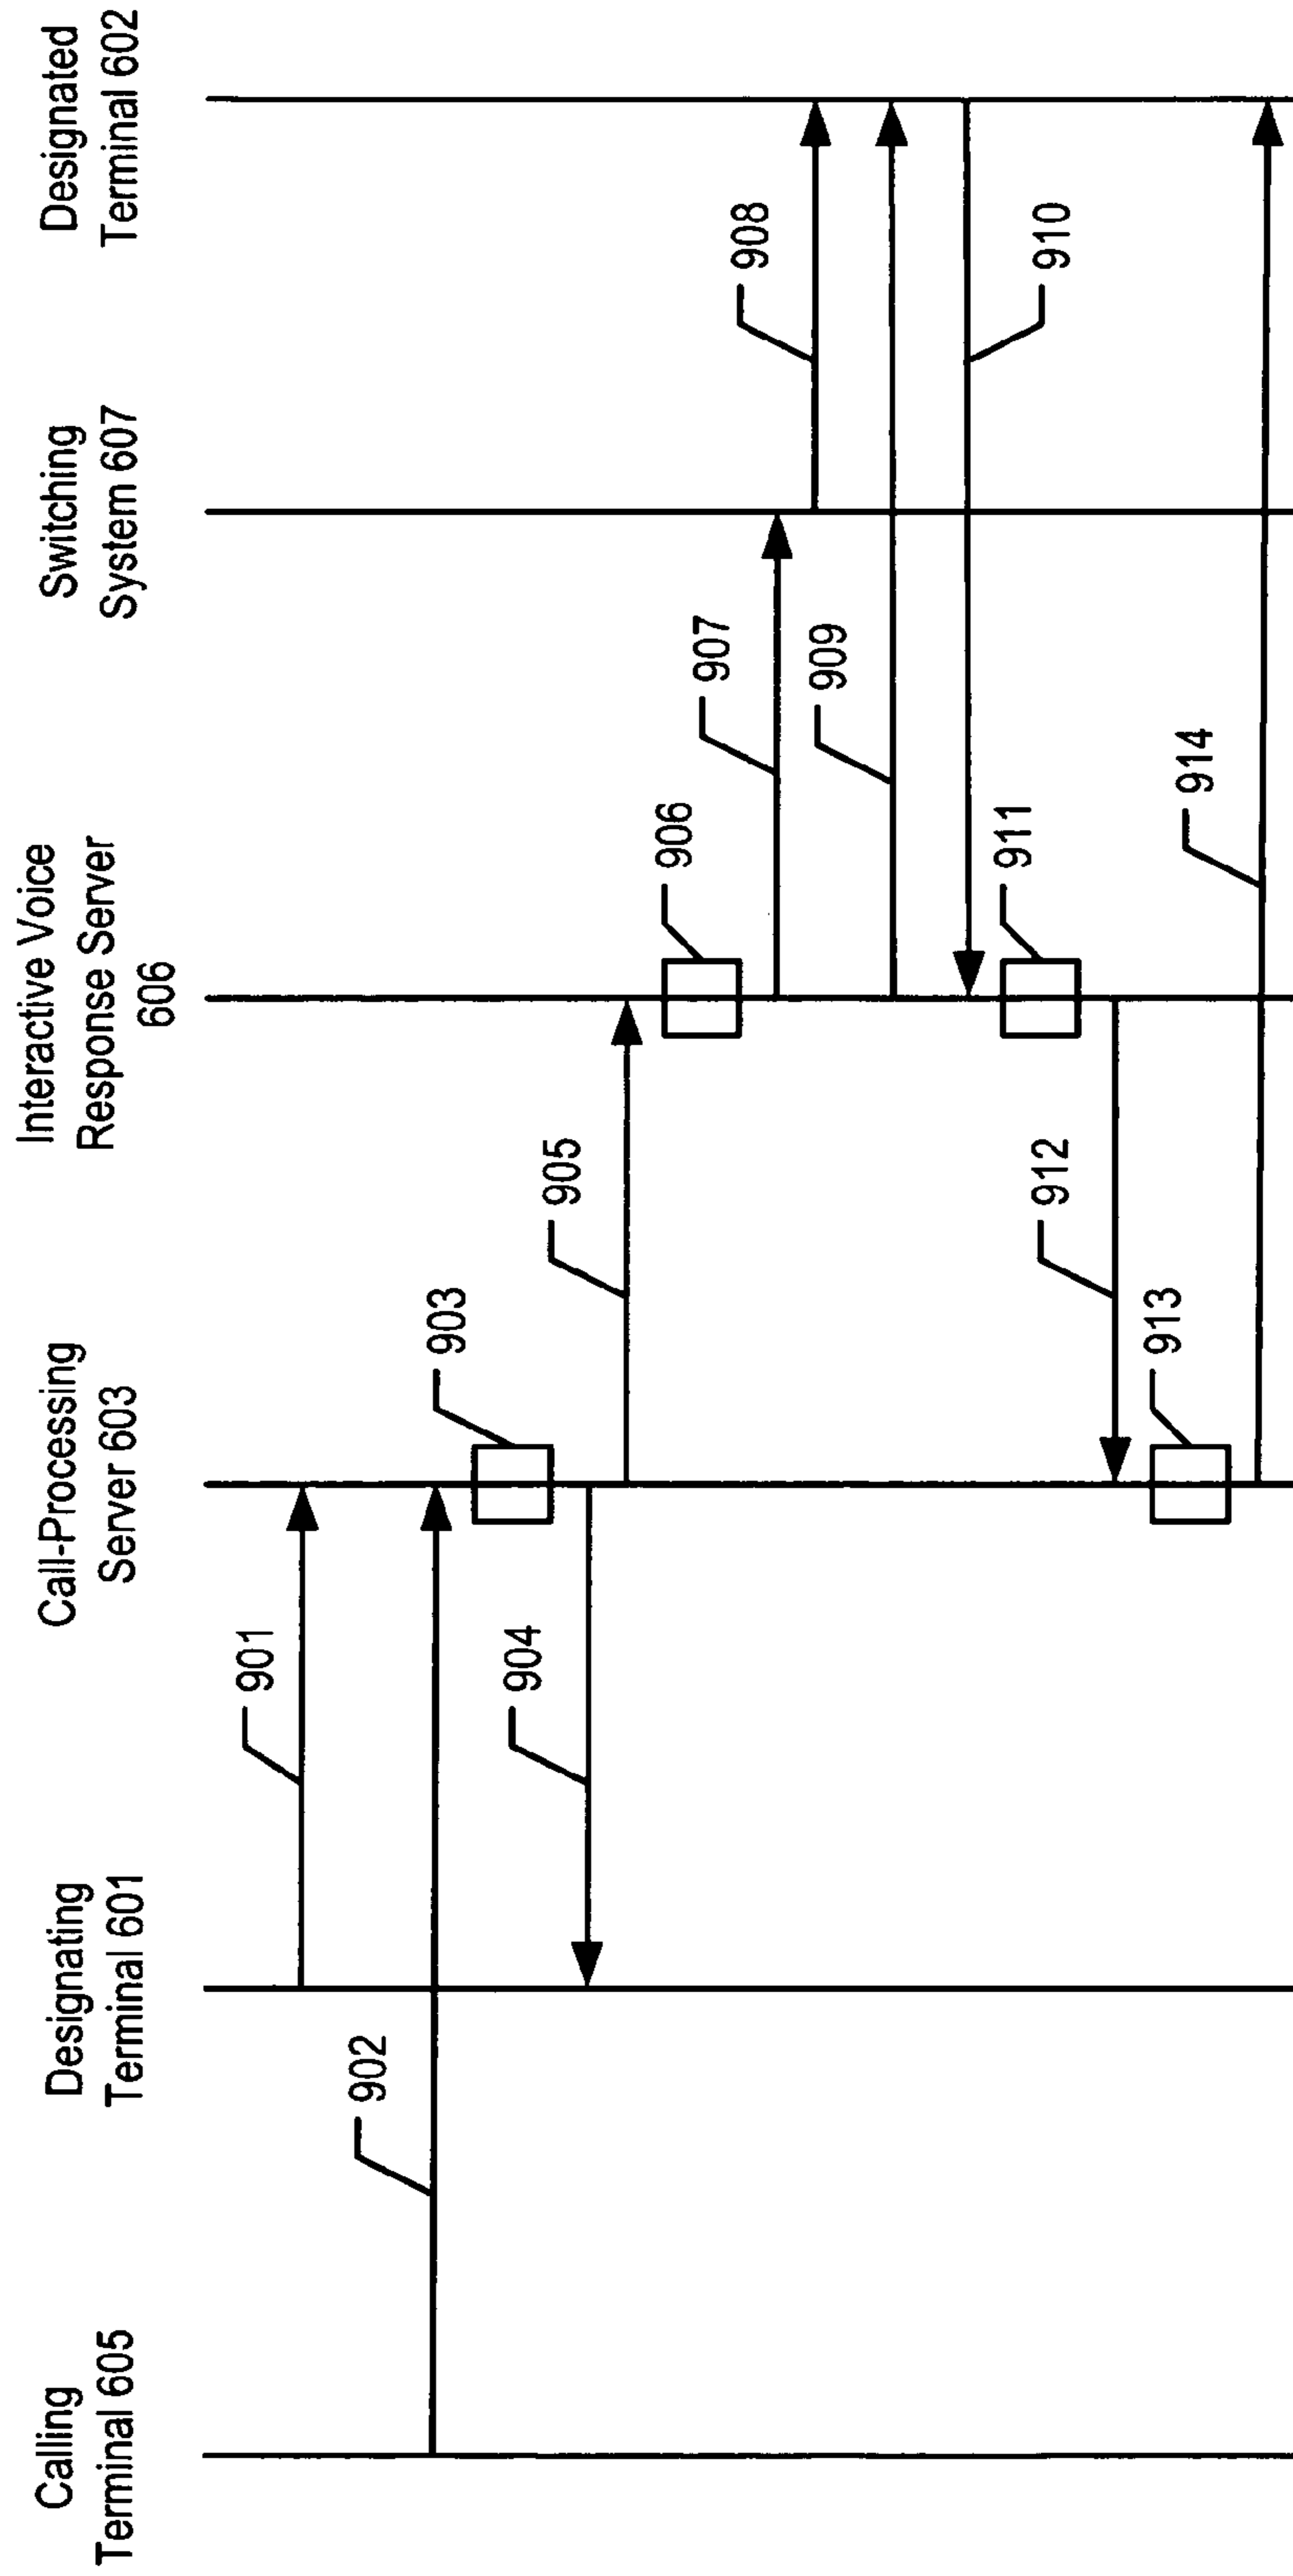 Calling
Terminal 605
Designating
Terminal 601
Call-Processing
Server 603
Interactive Voice
Response Server
606
Switching
System 607
Designated
Terminal 602
901
902
903
904
905
906
907
908
909
910
911
912
913
914